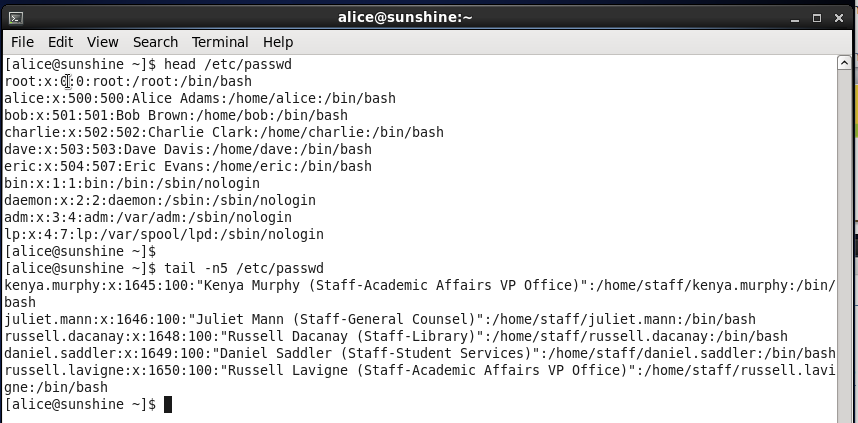 alice@sunshine:~
File Edit View Search Terminal Help
[alice@sunshine ~]$ head /etc/passwd
root:x:0:0:root:/root:/bin/bash
alice:x:500:500:Alice Adams:/home/alice:/bin/bash
bob:x:501:501:Bob Brown:/home/bob:/bin/bash
charlie:x:502:502:Charlie Clark:/home/charlie:/bin/bash
dave:x:503:503:Dave Davis:/home/dave:/bin/bash
eric:x:504:507:Eric Evans:/home/eric:/bin/bash
bin:x:1:1:bin:/bin:/sbin/nologin
daemon:x:2:2:daemon:/sbin:/sbin/nologin
adm:x:3:4:adm:/var/adm:/sbin/nologin
lp:x:4:7:lp:/var/spool/lpd:/sbin/nologin
[alice@sunshine ~]$
[alice@sunshine ~]$ tail -n5 /etc/passwd
kenya.murphy:x:1645:100:"Kenya Murphy (Staff-Academic Affairs VP Office)":/home/staff/kenya.murphy:/bin/
bash
juliet.mann:x:1646:100:"Juliet Mann (Staff-General Counsel)":/home/staff/juliet.mann:/bin/bash
russell.dacanay:x:1648:100:"Russell Dacanay (Staff-Library)":/home/staff/russell.dacanay:/bin/bash
daniel.saddler:x:1649:100:"Daniel Saddler (Staff-Student Services)":/home/staff/daniel.saddler:/bin/bash
russell.lavigne:x:1650:100:"Russell Lavigne (Staff-Academic Affairs VP Office)":/home/staff/russell.lavi
gne:/bin/bash
[alice@sunshine ~]$